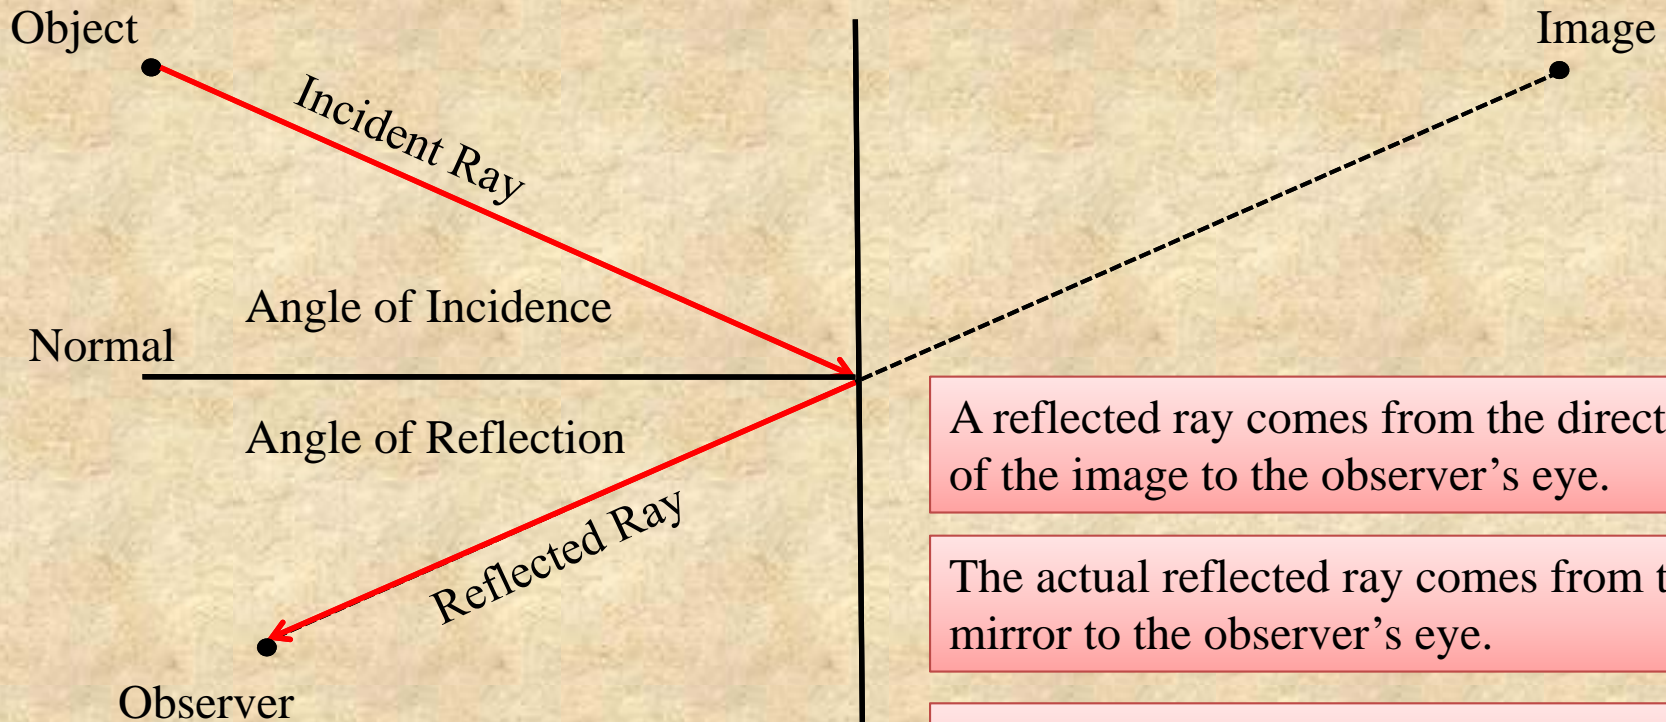 Object
Image
Incident Ray
Angle of Incidence
Normal
Angle of Reflection
Reflected Ray
Observer
A reflected ray comes from the direct
of the image to the observer’s eye.
The actual reflected ray comes from t
mirror to the observer’s eye.